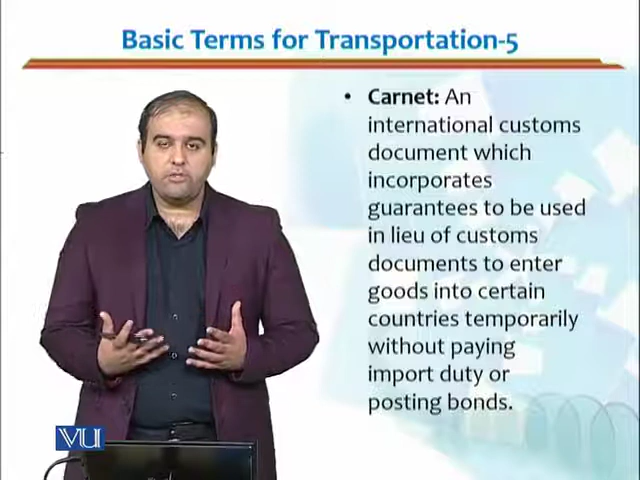 Basic Terms for Transportation-5
• Carnet: An
international customs
document which
incorporates
guarantees to be used
in lieu of customs
documents to enter
goods into certain
countries temporarily
without paying
import duty or
posting bonds.
VU